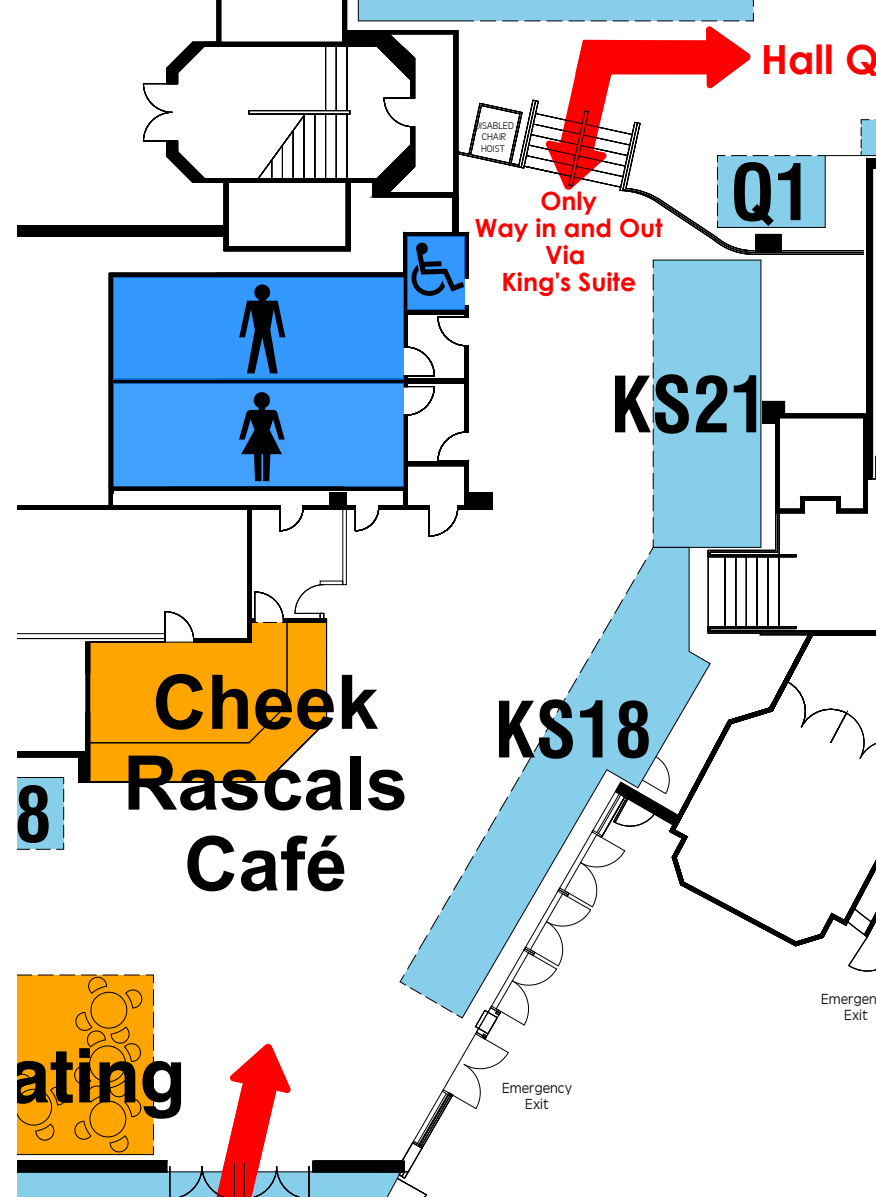 Hall Q
DISABLED
CHAIR
HOIST
Only
Way in and Out
Via
King's Suite
Q1
KS21
KS18
Cheek
Rascals
Café
8
ating
Emergen
Exit
Emergency
Exit